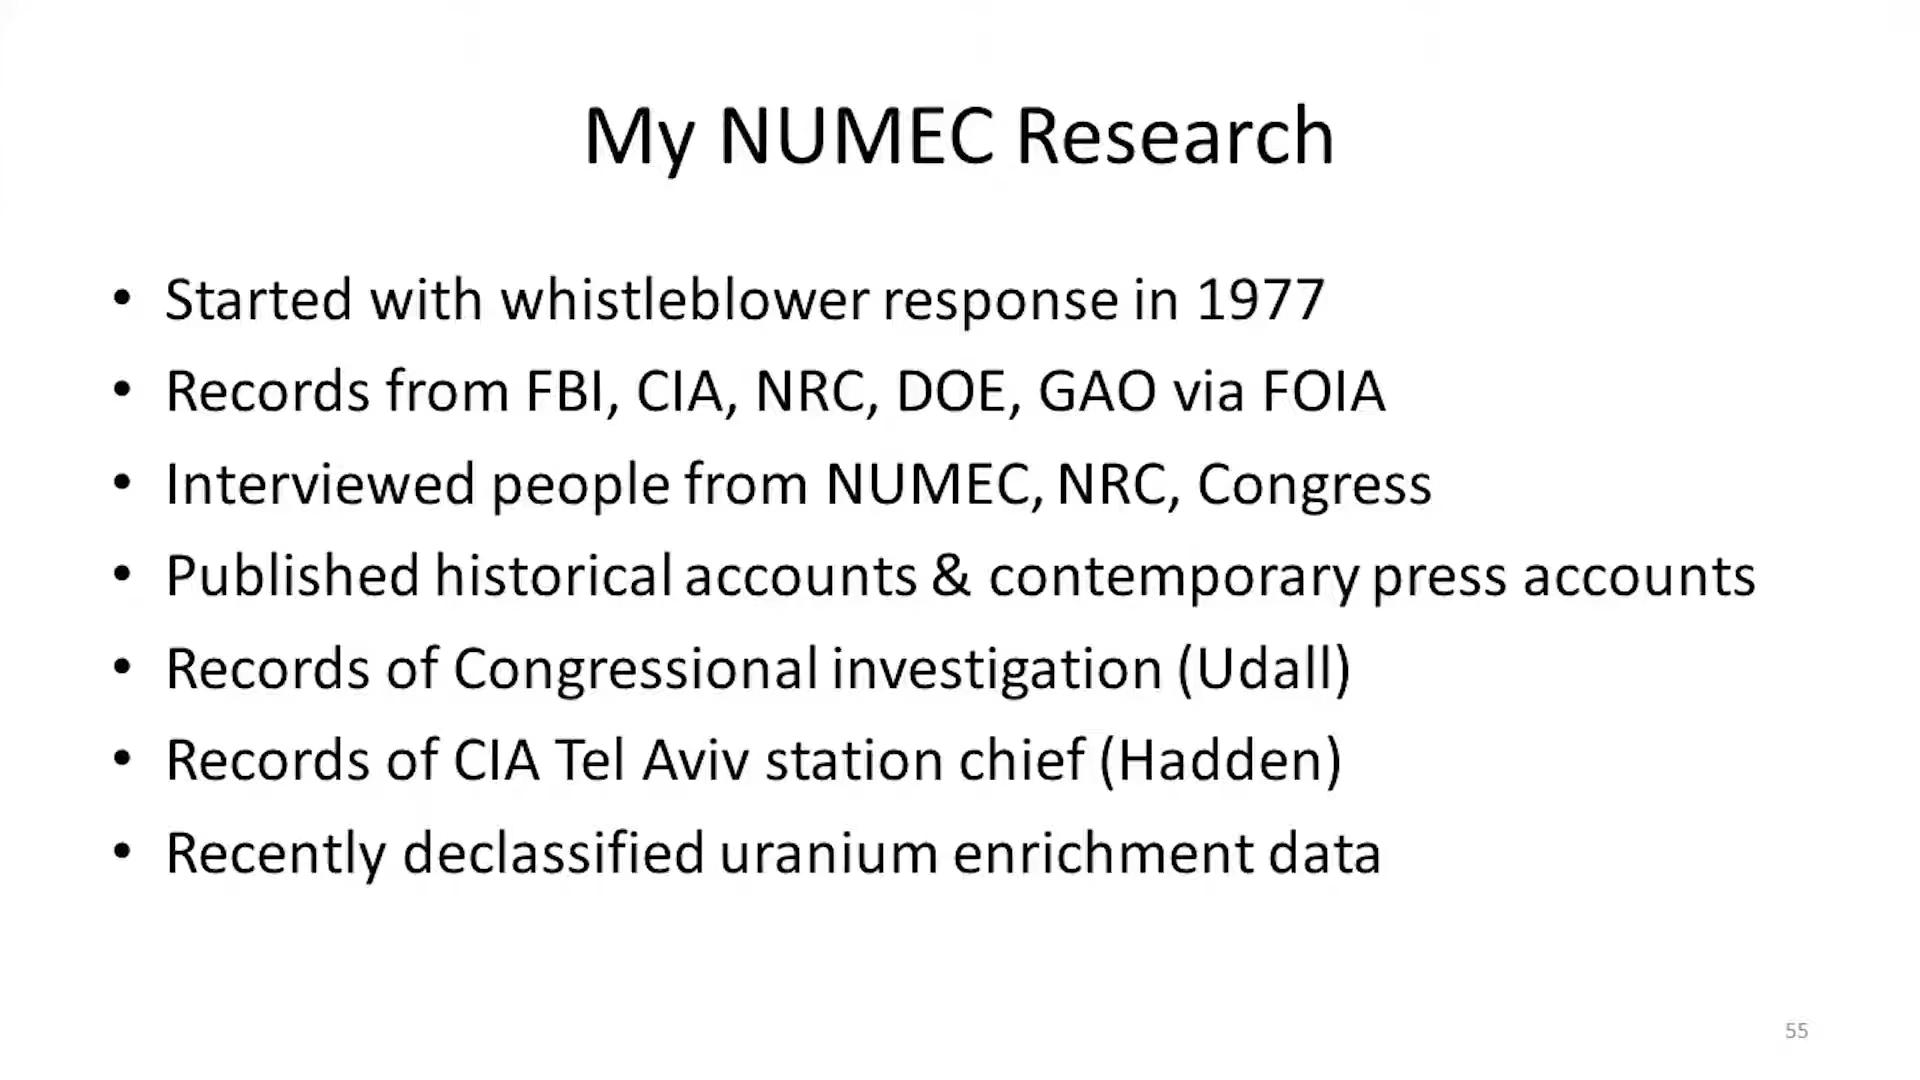 My NUMEC Research
• Started with whistleblower response in 1977
• Records from FBI, CIA, NRC, DOE, GAO via FOIA
• Interviewed people from NUMEC, NRC, Congress
• Published historical accounts & contemporary press accounts
• Records of Congressional investigation (Udall)
• Records of CIA Tel Aviv station chief (Hadden)
• Recently declassified uranium enrichment data
55